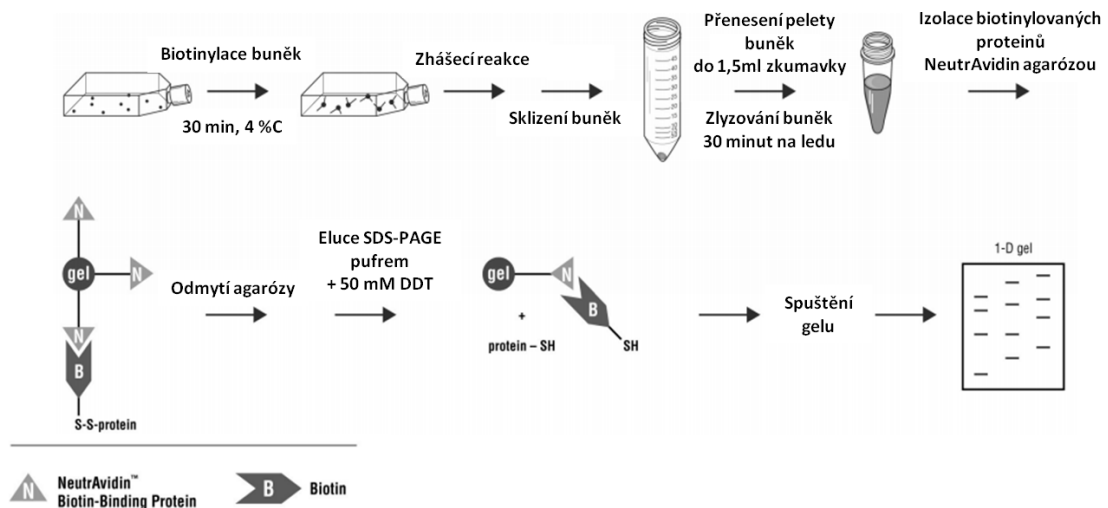 Biotinylace buněk
30 min, 4 %C
Zhášecí reakce
Sklizení buněk
Přenesení pelety
buněk
do 1,5ml zkumavky
Zlyzování buněk
30 minut na ledu
Izolace biotinylovaných
proteinů
NeutrAvidin agarózou
N
gel
N
N
B
S-S-protein
Odmytí agarózy
Eluce SDS-PAGE
pufrem
+ 50 mM DDT
gel
N
B
+
protein – SH
SH
Spuštění
gelu
1-D gel
N
NeutrAvidin™
Biotin-Binding Protein
B
Biotin